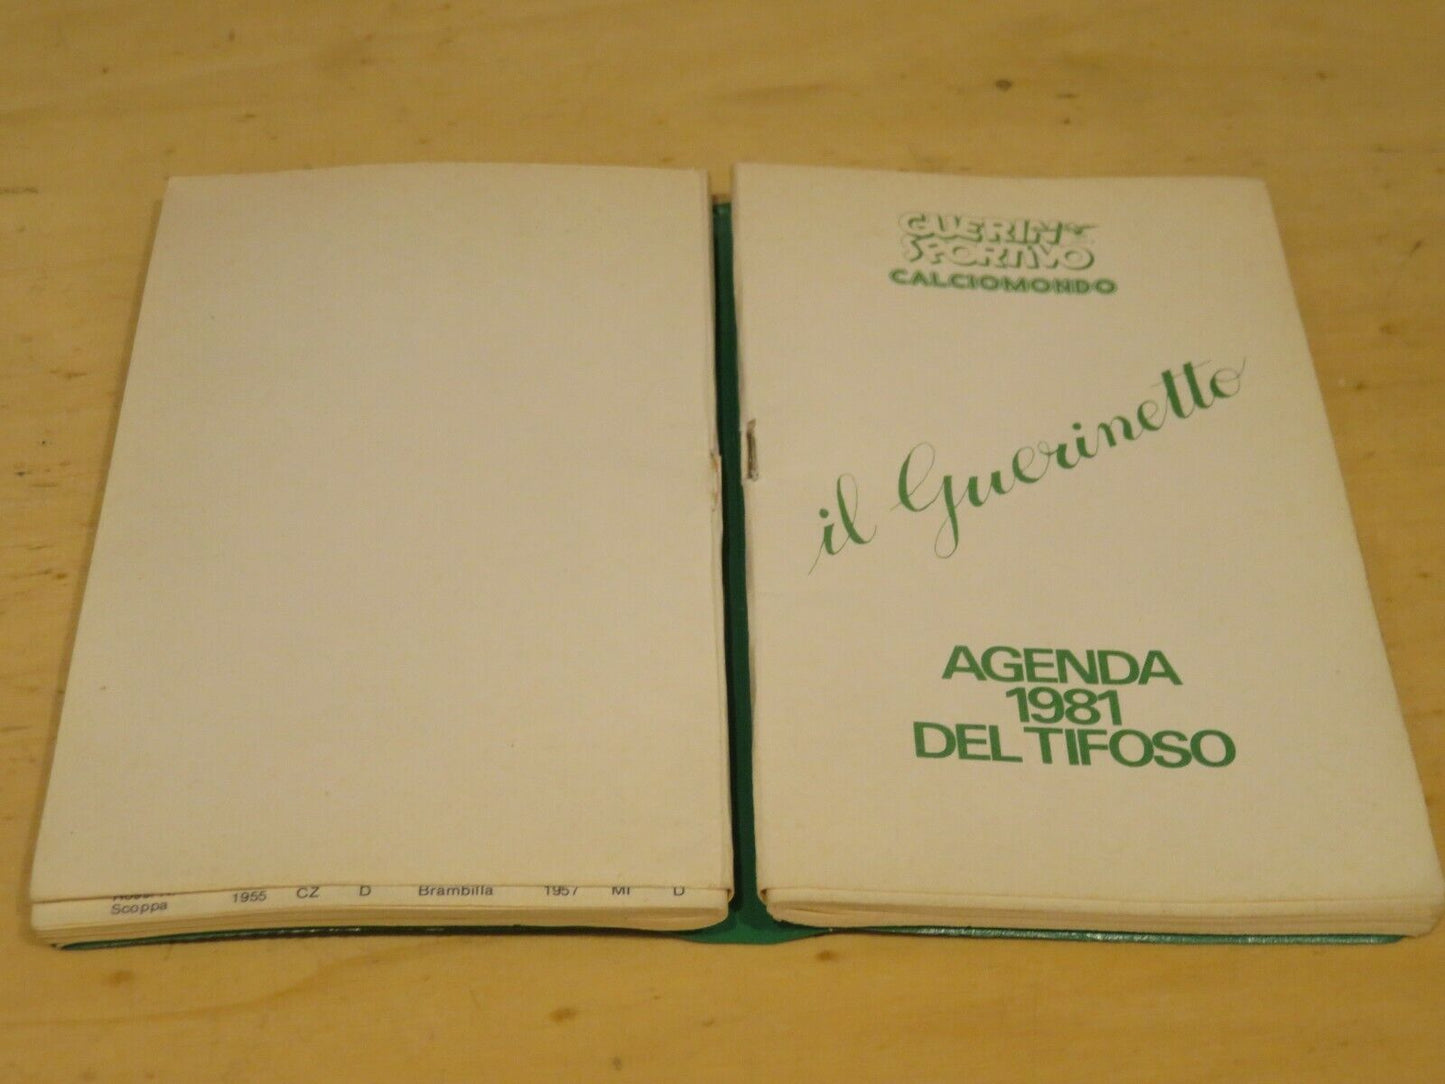 GUERIN
SPORTIVO
CALCIOMONDO
il Guerinetto
AGENDA
1981
DEL TIFOSO
1955 CZ D Brambilla 1957 MI D
Scoppa